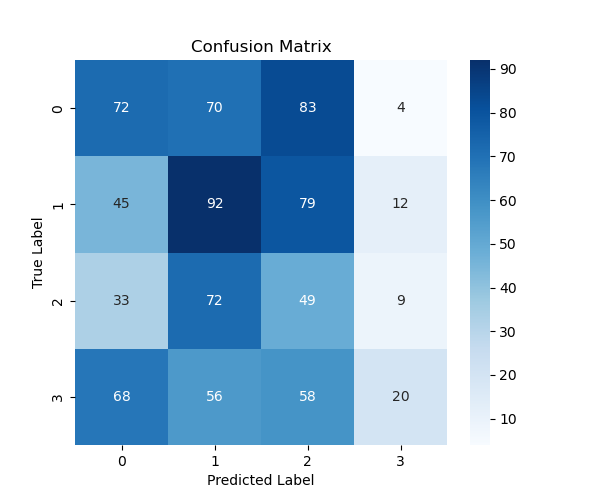 Confusion Matrix
0 72 70 83 4
1 45 92 79 12
2 33 72 49 9
3 68 56 58 20
0 1 2 3
Predicted Label
True Label
90
80
70
60
50
40
30
20
10